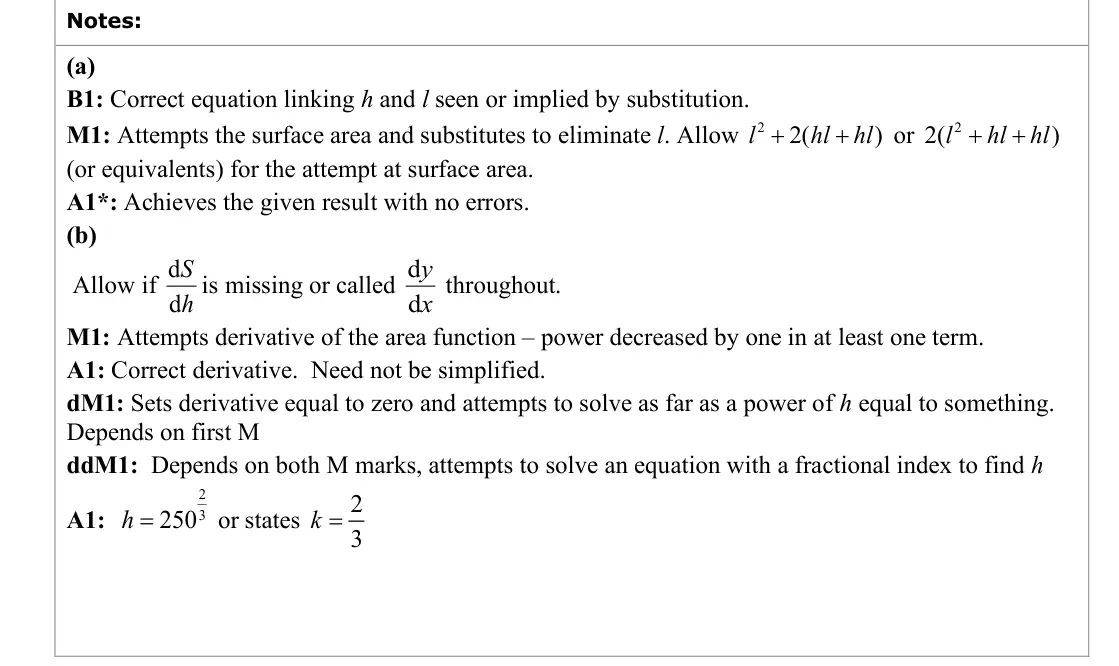 Notes:
(a)
B1: Correct equation linking h and l seen or implied by substitution.
M1: Attempts the surface area and substitutes to eliminate l. Allow l² + 2(hl + hl) or 2(l² + hl + hl)
(or equivalents) for the attempt at surface area.
A1*: Achieves the given result with no errors.
(b)
Allow if dS/dh is missing or called dy/dx throughout.
M1: Attempts derivative of the area function – power decreased by one in at least one term.
A1: Correct derivative.  Need not be simplified.
dM1: Sets derivative equal to zero and attempts to solve as far as a power of h equal to something.
Depends on first M
ddM1:  Depends on both M marks, attempts to solve an equation with a fractional index to find h
A1:  h = 250^(2/3) or states k = 2/3